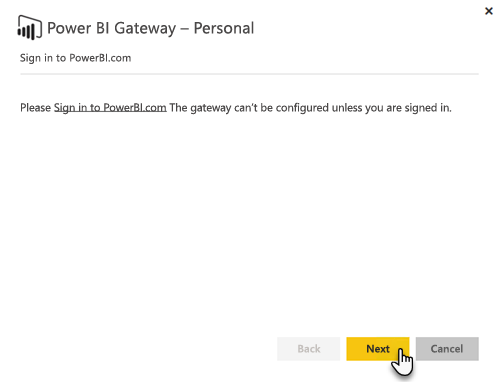 Power BI Gateway – Personal
Sign in to PowerBI.com
Please Sign in to PowerBI.com The gateway can't be configured unless you are signed in.
Back Next Cancel